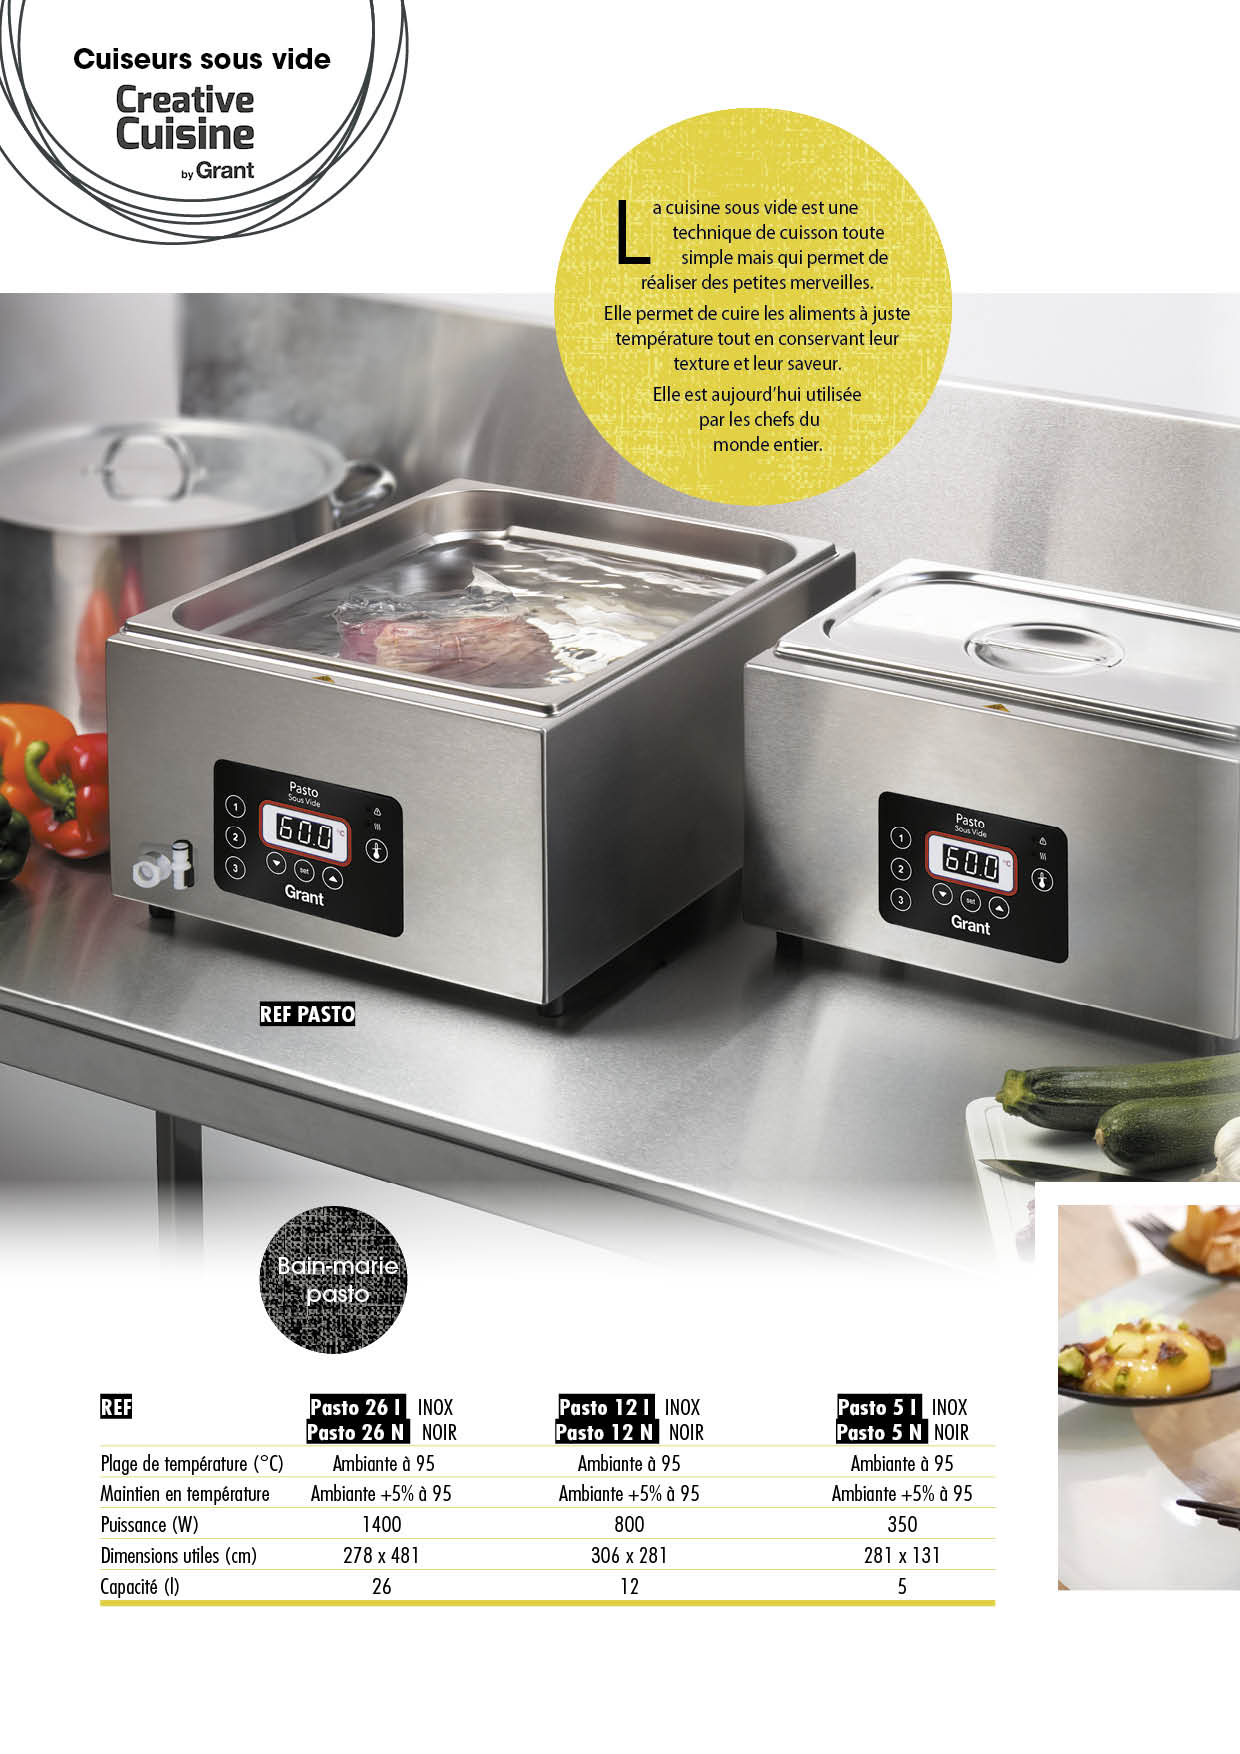 Cuiseurs sous vide
Creative
Cuisine
by Grant
La cuisine sous vide est une
technique de cuisson toute
simple mais qui permet de
réaliser des petites merveilles.
Elle permet de cuire les aliments à juste
température tout en conservant leur
texture et leur saveur.
Elle est aujourd'hui utilisée
par les chefs du
monde entier.
Pasto
Sous Vide
1
60.0 °C
2
set
3
Grant
Pasto
Sous Vide
1
60.0 °C
2
set
3
Grant
REF PASTO
Bain-marie
pasto
REF Pasto 26 I INOX Pasto 12 I INOX Pasto 5 I INOX
Pasto 26 N NOIR Pasto 12 N NOIR Pasto 5 N NOIR
Plage de température (°C) Ambiante à 95 Ambiante à 95 Ambiante à 95
Maintien en température Ambiante +5% à 95 Ambiante +5% à 95 Ambiante +5% à 95
Puissance (W) 1400 800 350
Dimensions utiles (cm) 278 x 481 306 x 281 281 x 131
Capacité (l) 26 12 5